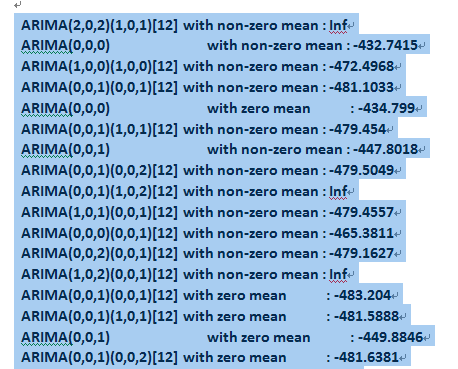 ARIMA(2,0,2)(1,0,1)[12] with non-zero mean : Inf
ARIMA(0,0,0) with non-zero mean : -432.7415
ARIMA(1,0,0)(1,0,0)[12] with non-zero mean : -472.4968
ARIMA(0,0,1)(0,0,1)[12] with non-zero mean : -481.1033
ARIMA(0,0,0) with zero mean : -434.799
ARIMA(0,0,1)(1,0,1)[12] with non-zero mean : -479.454
ARIMA(0,0,1) with non-zero mean : -447.8018
ARIMA(0,0,1)(0,0,2)[12] with non-zero mean : -479.5049
ARIMA(0,0,1)(1,0,2)[12] with non-zero mean : Inf
ARIMA(1,0,1)(0,0,1)[12] with non-zero mean : -479.4557
ARIMA(0,0,0)(0,0,1)[12] with non-zero mean : -465.3811
ARIMA(0,0,2)(0,0,1)[12] with non-zero mean : -479.1627
ARIMA(1,0,2)(0,0,1)[12] with non-zero mean : Inf
ARIMA(0,0,1)(0,0,1)[12] with zero mean : -483.204
ARIMA(0,0,1)(1,0,1)[12] with zero mean : -481.5888
ARIMA(0,0,1) with zero mean : -449.8846
ARIMA(0,0,1)(0,0,2)[12] with zero mean : -481.6381